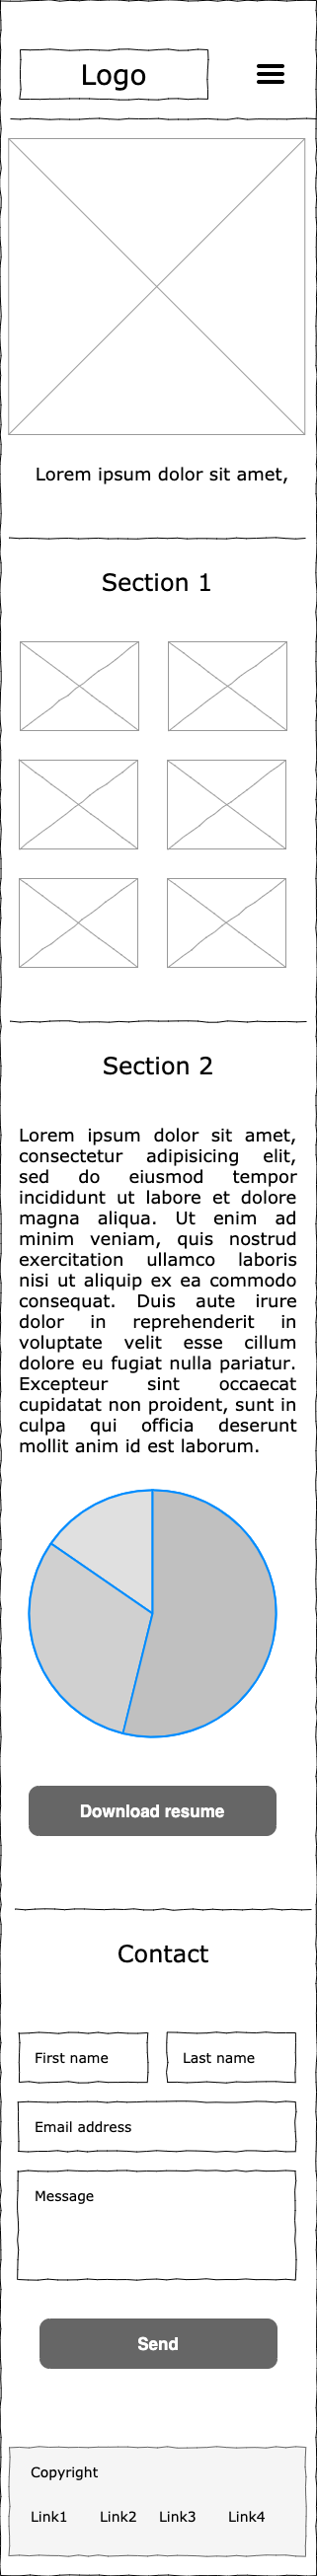 Logo
Lorem ipsum dolor sit amet,
Section 1
Section 2
Lorem ipsum dolor sit amet,
consectetur adipisicing elit,
sed do eiusmod tempor
incididunt ut labore et dolore
magna aliqua. Ut enim ad
minim veniam, quis nostrud
exercitation ullamco laboris
nisi ut aliquip ex ea commodo
consequat. Duis aute irure
dolor in reprehenderit in
voluptate velit esse cillum
dolore eu fugiat nulla pariatur.
Excepteur sint occaecat
cupidatat non proident, sunt in
culpa qui officia deserunt
mollit anim id est laborum.
Download resume
Contact
First name Last name
Email address
Message
Send
Copyright
Link1 Link2 Link3 Link4